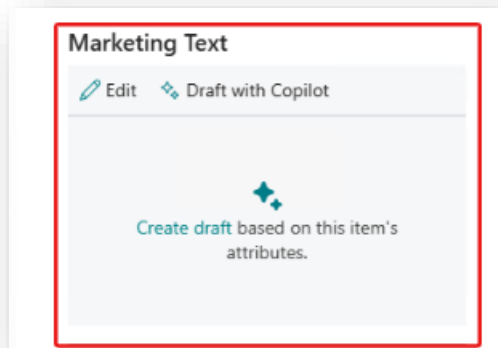 Marketing Text
Edit Draft with Copilot
Create draft based on this item's
attributes.